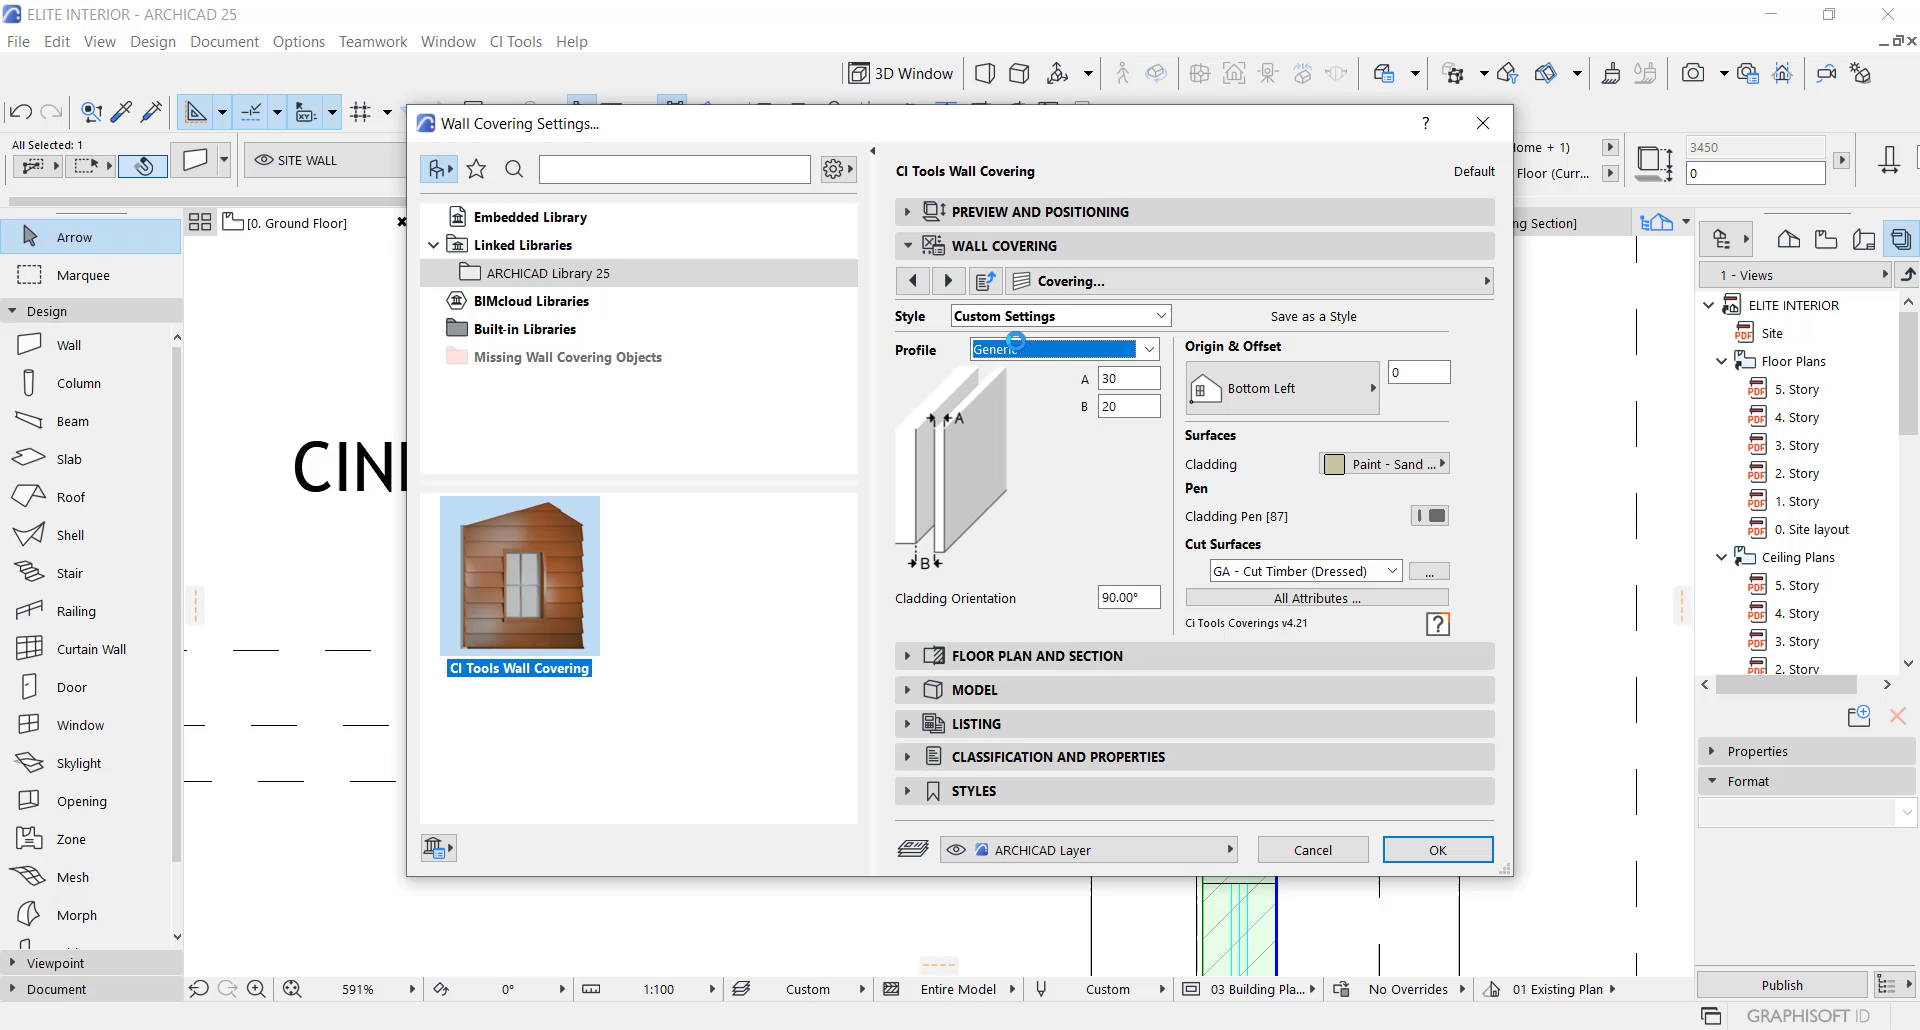 ELITE INTERIOR - ARCHICAD 25
File Edit View Design Document Options Teamwork Window CI Tools Help
3D Window
All Selected: 1
SITE WALL
Home + 1)
Floor (Curr...
3450
0
[0. Ground Floor]
ng Section]
Arrow
Marquee
Design
Wall
Column
Beam
Slab
Roof
Shell
Stair
Railing
Curtain Wall
Door
Window
Skylight
Opening
Zone
Mesh
Morph
Viewpoint
Document
CINE
Wall Covering Settings...
?
Embedded Library
Linked Libraries
ARCHICAD Library 25
BIMcloud Libraries
Built-in Libraries
Missing Wall Covering Objects
CI Tools Wall Covering
CI Tools Wall Covering
Default
PREVIEW AND POSITIONING
WALL COVERING
Covering...
Style
Custom Settings
Save as a Style
Profile
Generic
A 30
B 20
A
B
Cladding Orientation
90.00°
Origin & Offset
Bottom Left
0
Surfaces
Cladding
Paint - Sand ...
Pen
Cladding Pen [87]
Cut Surfaces
GA - Cut Timber (Dressed)
...
All Attributes ...
Ci Tools Coverings v4.21
?
FLOOR PLAN AND SECTION
MODEL
LISTING
CLASSIFICATION AND PROPERTIES
STYLES
ARCHICAD Layer
Cancel
OK
1 - Views
ELITE INTERIOR
Site
Floor Plans
5. Story
4. Story
3. Story
2. Story
1. Story
0. Site layout
Ceiling Plans
5. Story
4. Story
3. Story
2. Story
Properties
Format
Publish
591%
0°
1:100
Custom
Entire Model
Custom
03 Building Pla...
No Overrides
01 Existing Plan
GRAPHISOFT ID